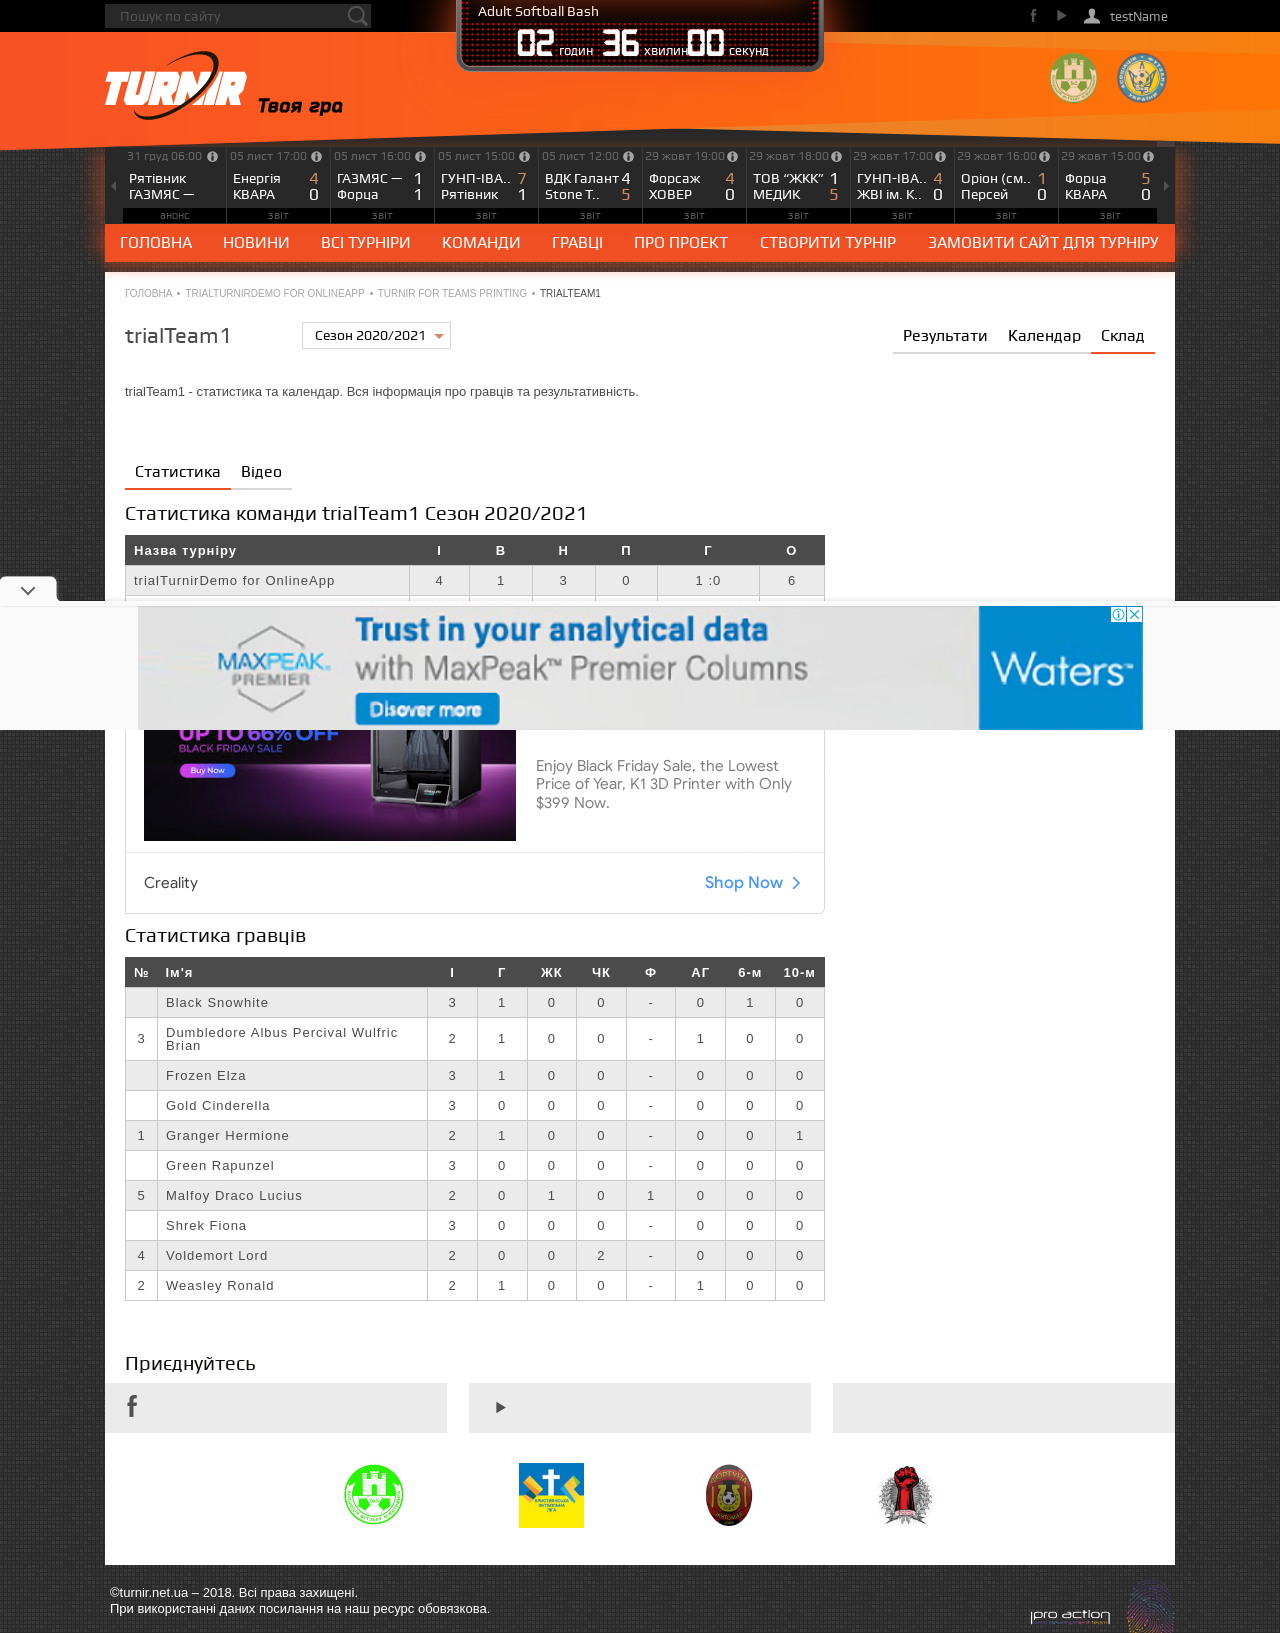 Пошук по сайту
Adult Softball Bash
02 годин 36 хвилин 00 секунд
testName
TURNIR
Твоя гра
31 груд 06:00
Рятівник
ГАЗМЯС —
анонс
05 лист 17:00
Енергія 4
КВАРА 0
звіт
05 лист 16:00
ГАЗМЯС — 1
Форца 1
звіт
05 лист 15:00
ГУНП-ІВА.. 7
Рятівник 1
звіт
05 лист 12:00
ВДК Галант 4
Stone T.. 5
звіт
29 жовт 19:00
Форсаж 4
ХОВЕР 0
звіт
29 жовт 18:00
ТОВ “ЖКК” 1
МЕДИК 5
звіт
29 жовт 17:00
ГУНП-ІВА.. 4
ЖВІ ім. К.. 0
звіт
29 жовт 16:00
Оріон (см.. 1
Персей 0
звіт
29 жовт 15:00
Форца 5
КВАРА 0
звіт
ГОЛОВНА НОВИНИ ВСІ ТУРНІРИ КОМАНДИ ГРАВЦІ ПРО ПРОЕКТ СТВОРИТИ ТУРНІР ЗАМОВИТИ САЙТ ДЛЯ ТУРНІРУ
ГОЛОВНА • TRIALTURNIRDEMO FOR ONLINEAPP • TURNIR FOR TEAMS PRINTING • TRIALTEAM1
trialTeam1
Сезон 2020/2021
Результати Календар Склад
trialTeam1 - статистика та календар. Вся інформація про гравців та результативність.
Статистика Відео
Статистика команди trialTeam1 Сезон 2020/2021
Назва турніру І В Н П Г О
trialTurnirDemo for OnlineApp 4 1 3 0 1 :0 6
MAXPEAK™
PREMIER
Trust in your analytical data
with MaxPeak™ Premier Columns
Disover more
Waters™
UP TO 66% OFF
BLACK FRIDAY SALE
Buy Now
Enjoy Black Friday Sale, the Lowest
Price of Year, K1 3D Printer with Only
$399 Now.
Creality
Shop Now
Статистика гравців
№ Ім'я І Г ЖК ЧК Ф АГ 6-м 10-м
Black Snowhite 3 1 0 0 - 0 1 0
3 Dumbledore Albus Percival Wulfric
Brian 2 1 0 0 - 1 0 0
Frozen Elza 3 1 0 0 - 0 0 0
Gold Cinderella 3 0 0 0 - 0 0 0
1 Granger Hermione 2 1 0 0 - 0 0 1
Green Rapunzel 3 0 0 0 - 0 0 0
5 Malfoy Draco Lucius 2 0 1 0 1 0 0 0
Shrek Fiona 3 0 0 0 - 0 0 0
4 Voldemort Lord 2 0 0 2 - 0 0 0
2 Weasley Ronald 2 1 0 0 - 1 0 0
Приєднуйтесь
©turnir.net.ua – 2018. Всі права захищені.
При використанні даних посилання на наш ресурс обовязкова.
pro action